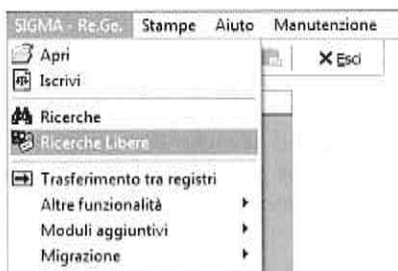 SIGMA - Re.Ge. Stampe Aiuto Manutenzione
Apri
Esci
Iscrivi
Ricerche
Ricerche Libere
Trasferimento tra registri
Altre funzionalità
Moduli aggiuntivi
Migrazione